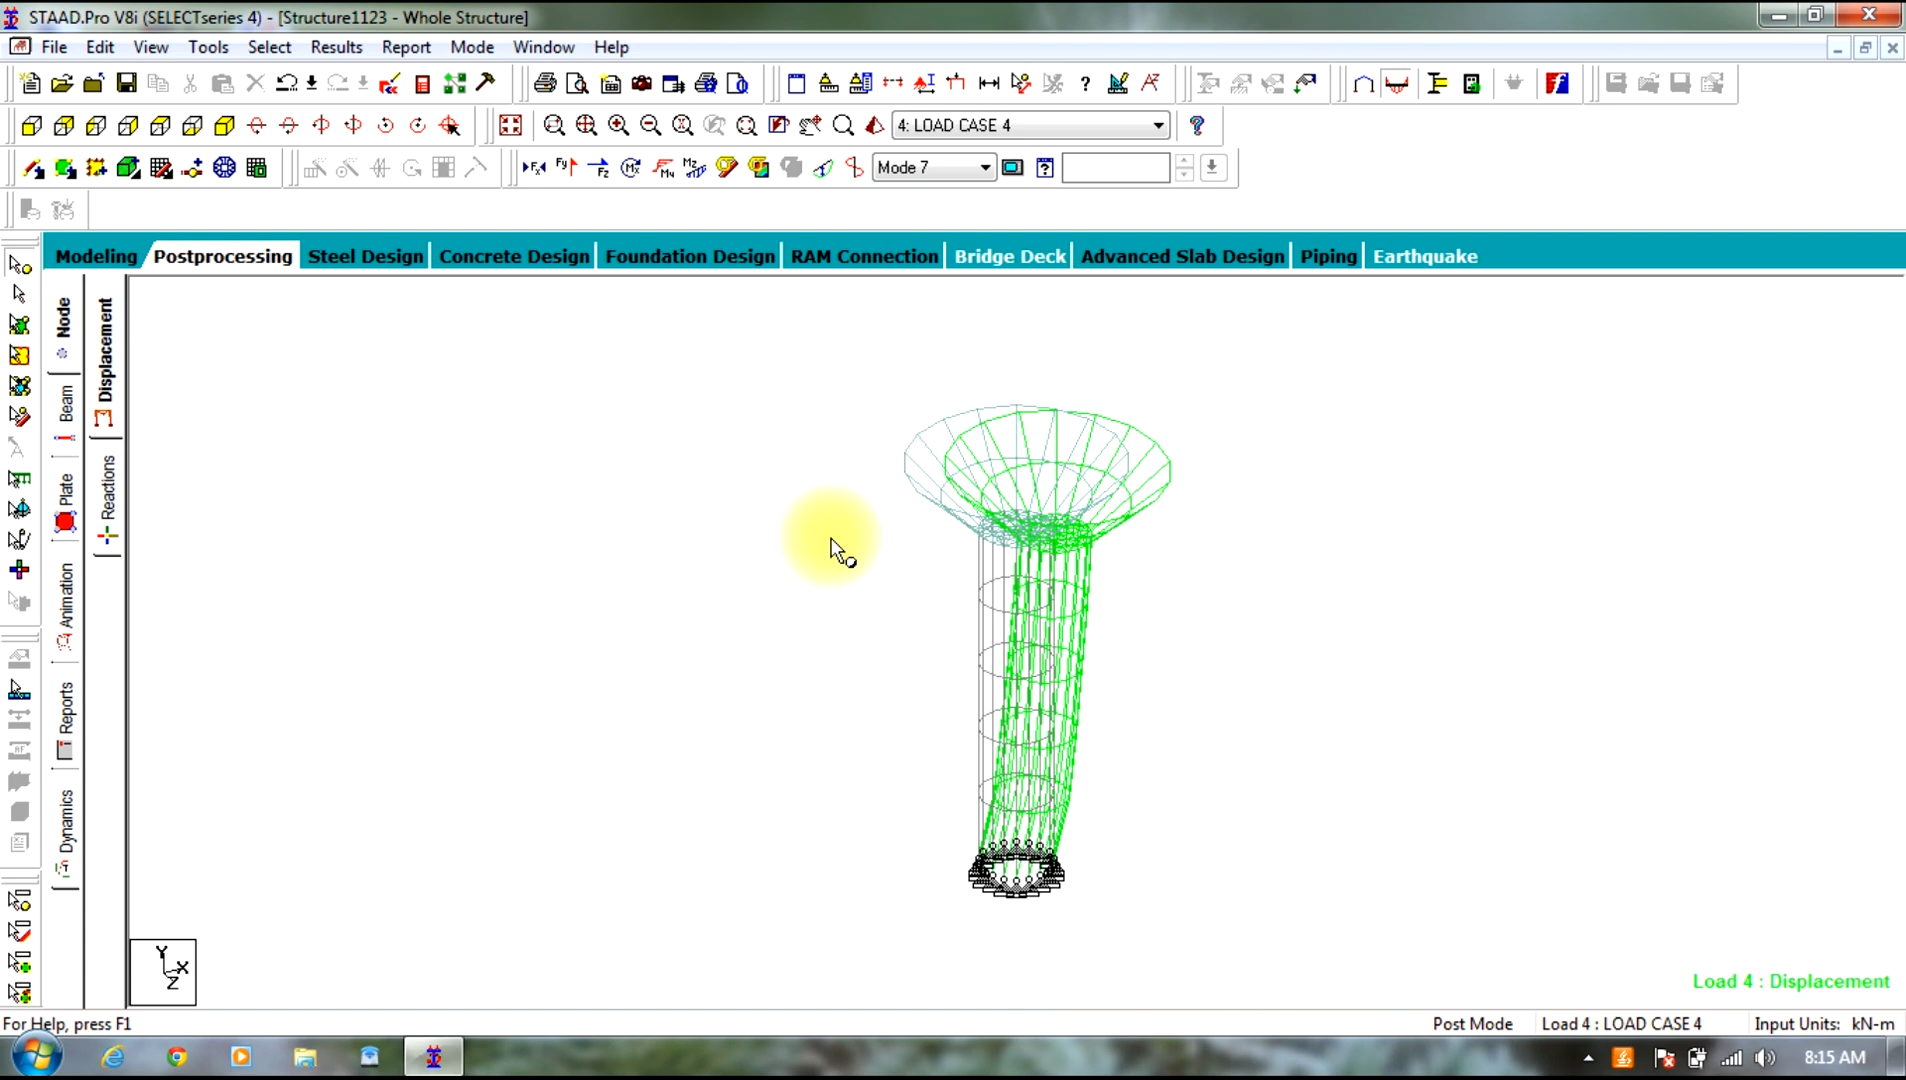 STAAD.Pro V8i (SELECTseries 4) - [Structure1123 - Whole Structure]
File Edit View Tools Select Results Report Mode Window Help
4: LOAD CASE 4
Mode 7
Modeling Postprocessing Steel Design Concrete Design Foundation Design RAM Connection Bridge Deck Advanced Slab Design Piping Earthquake
Node
Beam
Plate
Animation
Reports
Dynamics
Displacement
Reactions
Y
X
Z
Load 4 : Displacement
For Help, press F1 Post Mode Load 4 : LOAD CASE 4 Input Units: kN-m
8:15 AM